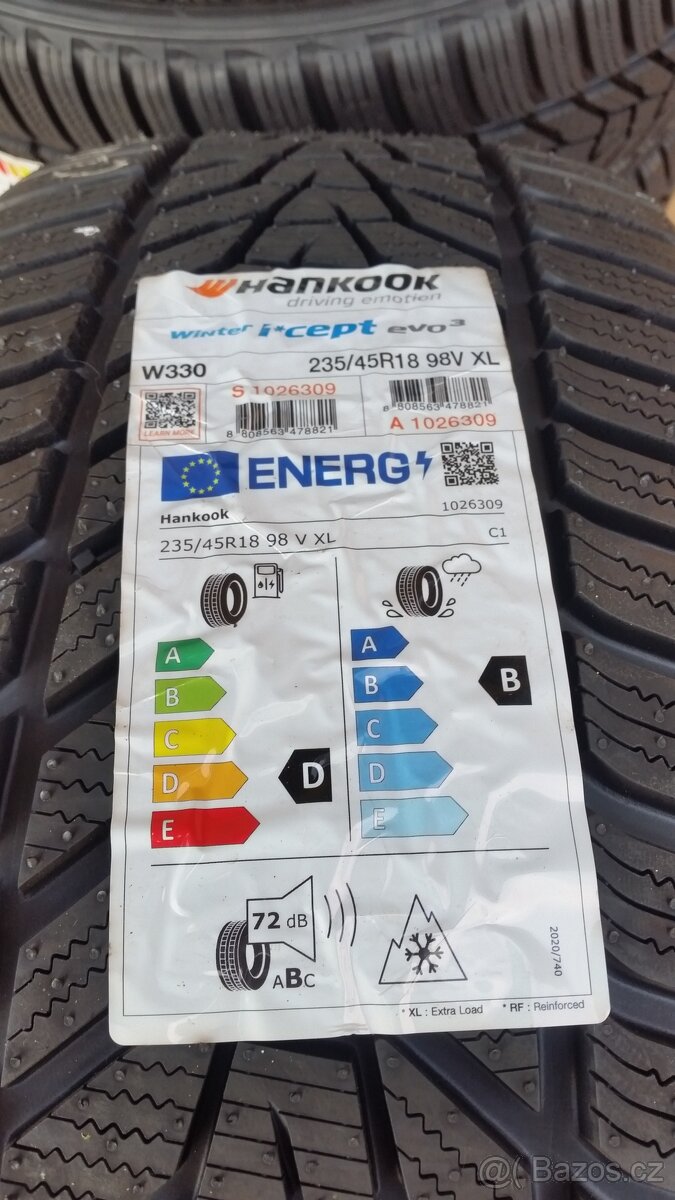 Hankook
driving emotion
Winter i*cept evo3
W330 235/45R18 98V XL
S 1026309
LEARN MORE
8 808563 478821
8 808563 478821
A 1026309
ENERG
Hankook 1026309
235/45R18 98 V XL C1
A A
B B B
C C
D D D
E E
72 dB
ABC
2020/740
* XL : Extra Load * RF : Reinforced
@( Bazos.cz